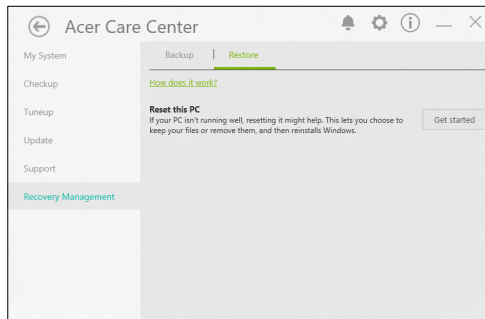 Acer Care Center
My System
Checkup
Tuneup
Update
Support
Recovery Management
Backup | Restore
How does it work?
Reset this PC
If your PC isn't running well, resetting it might help. This lets you choose to
keep your files or remove them, and then reinstalls Windows.
Get started